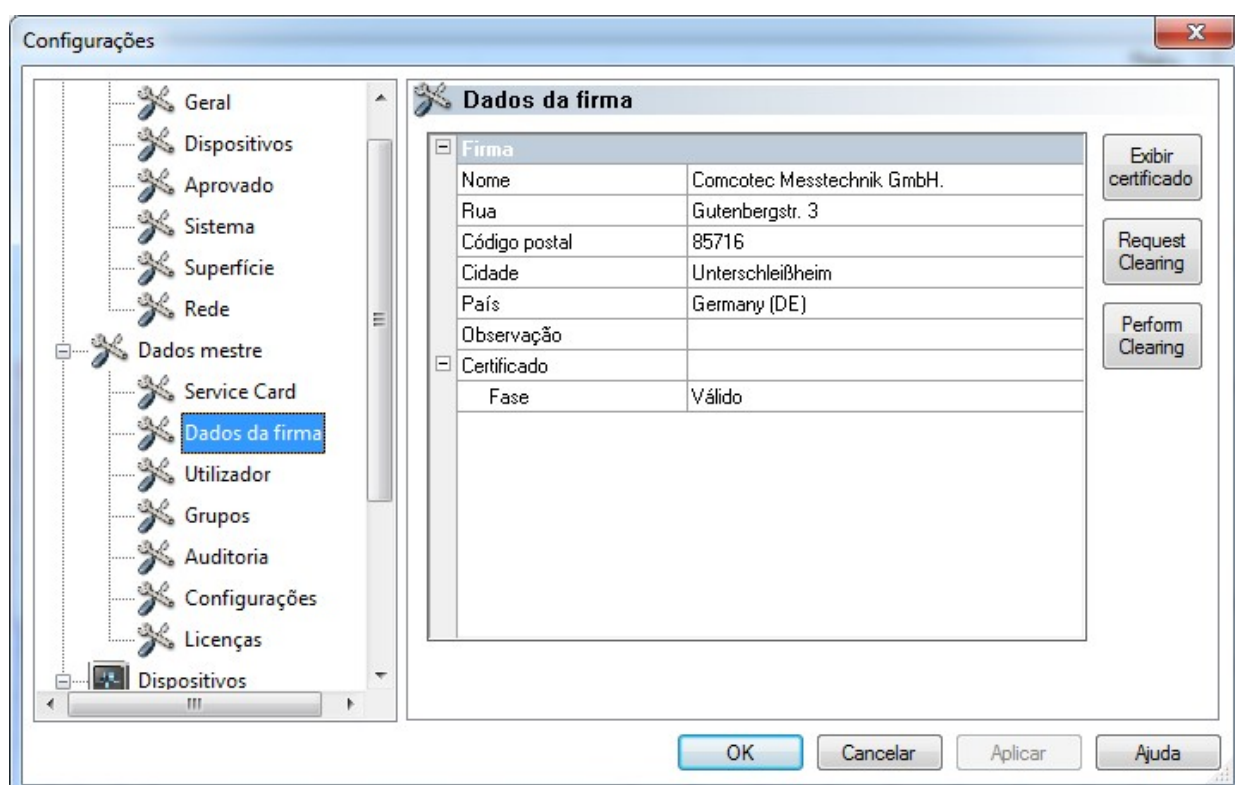 Configurações
Geral
Dispositivos
Aprovado
Sistema
Superfície
Rede
Dados mestre
Service Card
Dados da firma
Utilizador
Grupos
Auditoria
Configurações
Licenças
Dispositivos
Dados da firma
Firma
Nome Comcotec Messtechnik GmbH.
Rua Gutenbergstr. 3
Código postal 85716
Cidade Unterschleißheim
País Germany (DE)
Observação
Certificado
Fase Válido
Exibir
certificado
Request
Clearing
Perform
Clearing
OK Cancelar Aplicar Ajuda